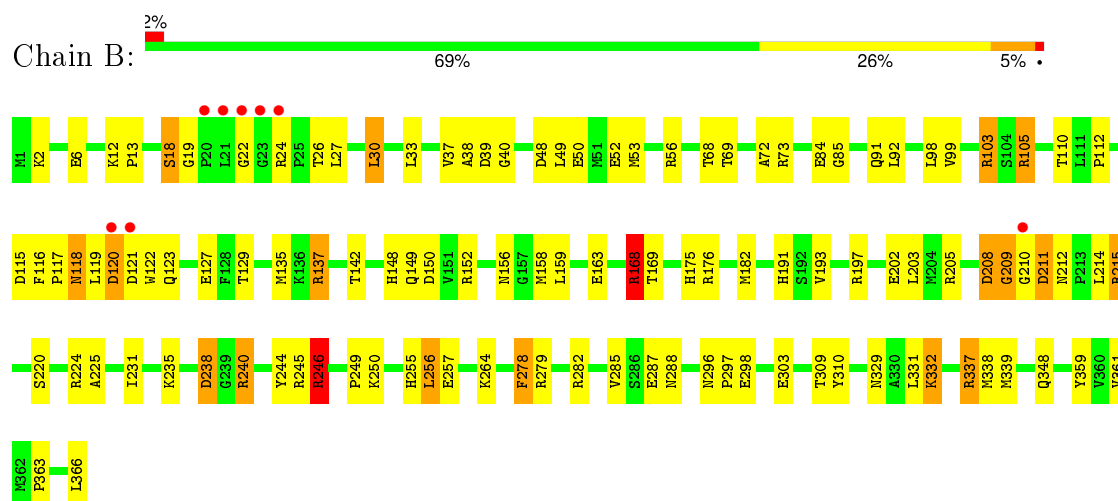 2%
Chain B:
69% 26% 5% •
M1 K2 E6 K12 P13 S18 G19 P20 L21 G22 G23 R24 P25 T26 L27 L30 L33 V37 A38 D39 G40 D48 L49 E50 M51 E52 M53 R56 T68 T69 A72 R73 E84 G85 Q91 L92 L98 V99 R103 S104 R105 T110 L111 P112
D115 F116 P117 N118 L119 D120 D121 W122 Q123 E127 F128 T129 M135 K136 R137 T142 H148 Q149 D150 V151 R152 N156 G157 M158 L159 E163 R168 T169 H175 R176 M182 H191 S192 V193 R197 E202 L203 M204 R205 D208 G209 G210 D211 N212 P213 L214 R215
S220 R224 A225 I231 K235 D238 G239 R240 Y244 R245 R246 P249 K250 H255 L256 E257 K264 F278 R279 R282 V285 S286 E287 N288 N296 P297 E298 E303 T309 Y310 N329 A330 L331 K332 R337 M338 M339 Q348 Y359 V360 V361
M362 P363 L366